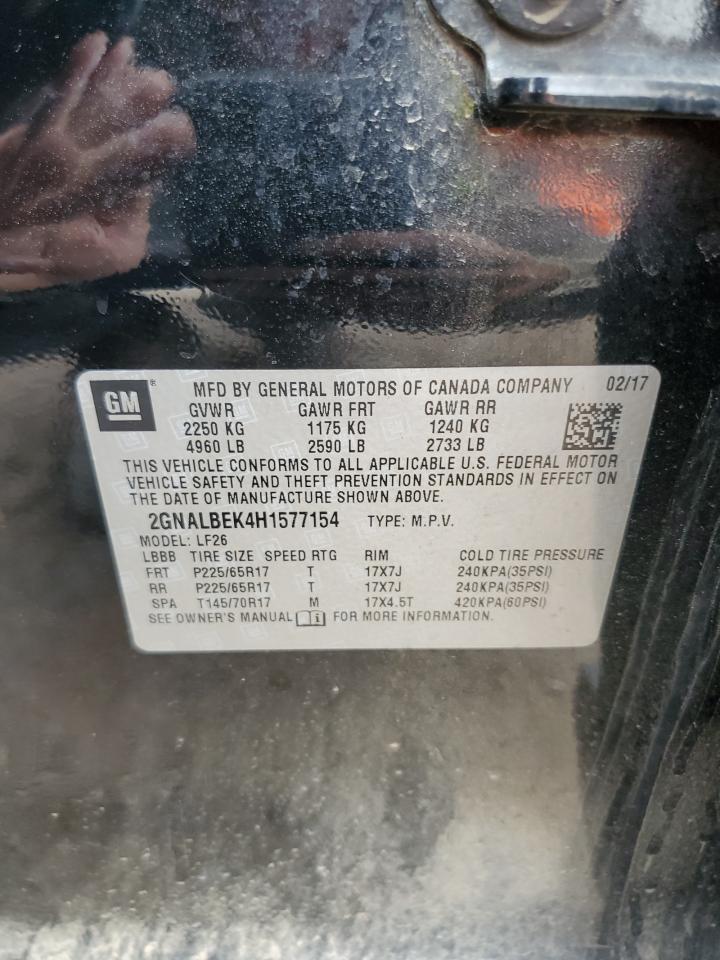 GM ® MFD BY GENERAL MOTORS OF CANADA COMPANY 02/17
GVWR GAWR FRT GAWR RR
2250 KG 1175 KG 1240 KG
4960 LB 2590 LB 2733 LB
THIS VEHICLE CONFORMS TO ALL APPLICABLE U.S. FEDERAL MOTOR
VEHICLE SAFETY AND THEFT PREVENTION STANDARDS IN EFFECT ON
THE DATE OF MANUFACTURE SHOWN ABOVE.
2GNALBEK4H1577154 TYPE: M.P.V.
MODEL: LF26
LBBB TIRE SIZE SPEED RTG RIM COLD TIRE PRESSURE
FRT P225/65R17 T 17X7J 240KPA(35PSI)
RR P225/65R17 T 17X7J 240KPA(35PSI)
SPA T145/70R17 M 17X4.5T 420KPA(60PSI)
SEE OWNER'S MANUAL i FOR MORE INFORMATION.